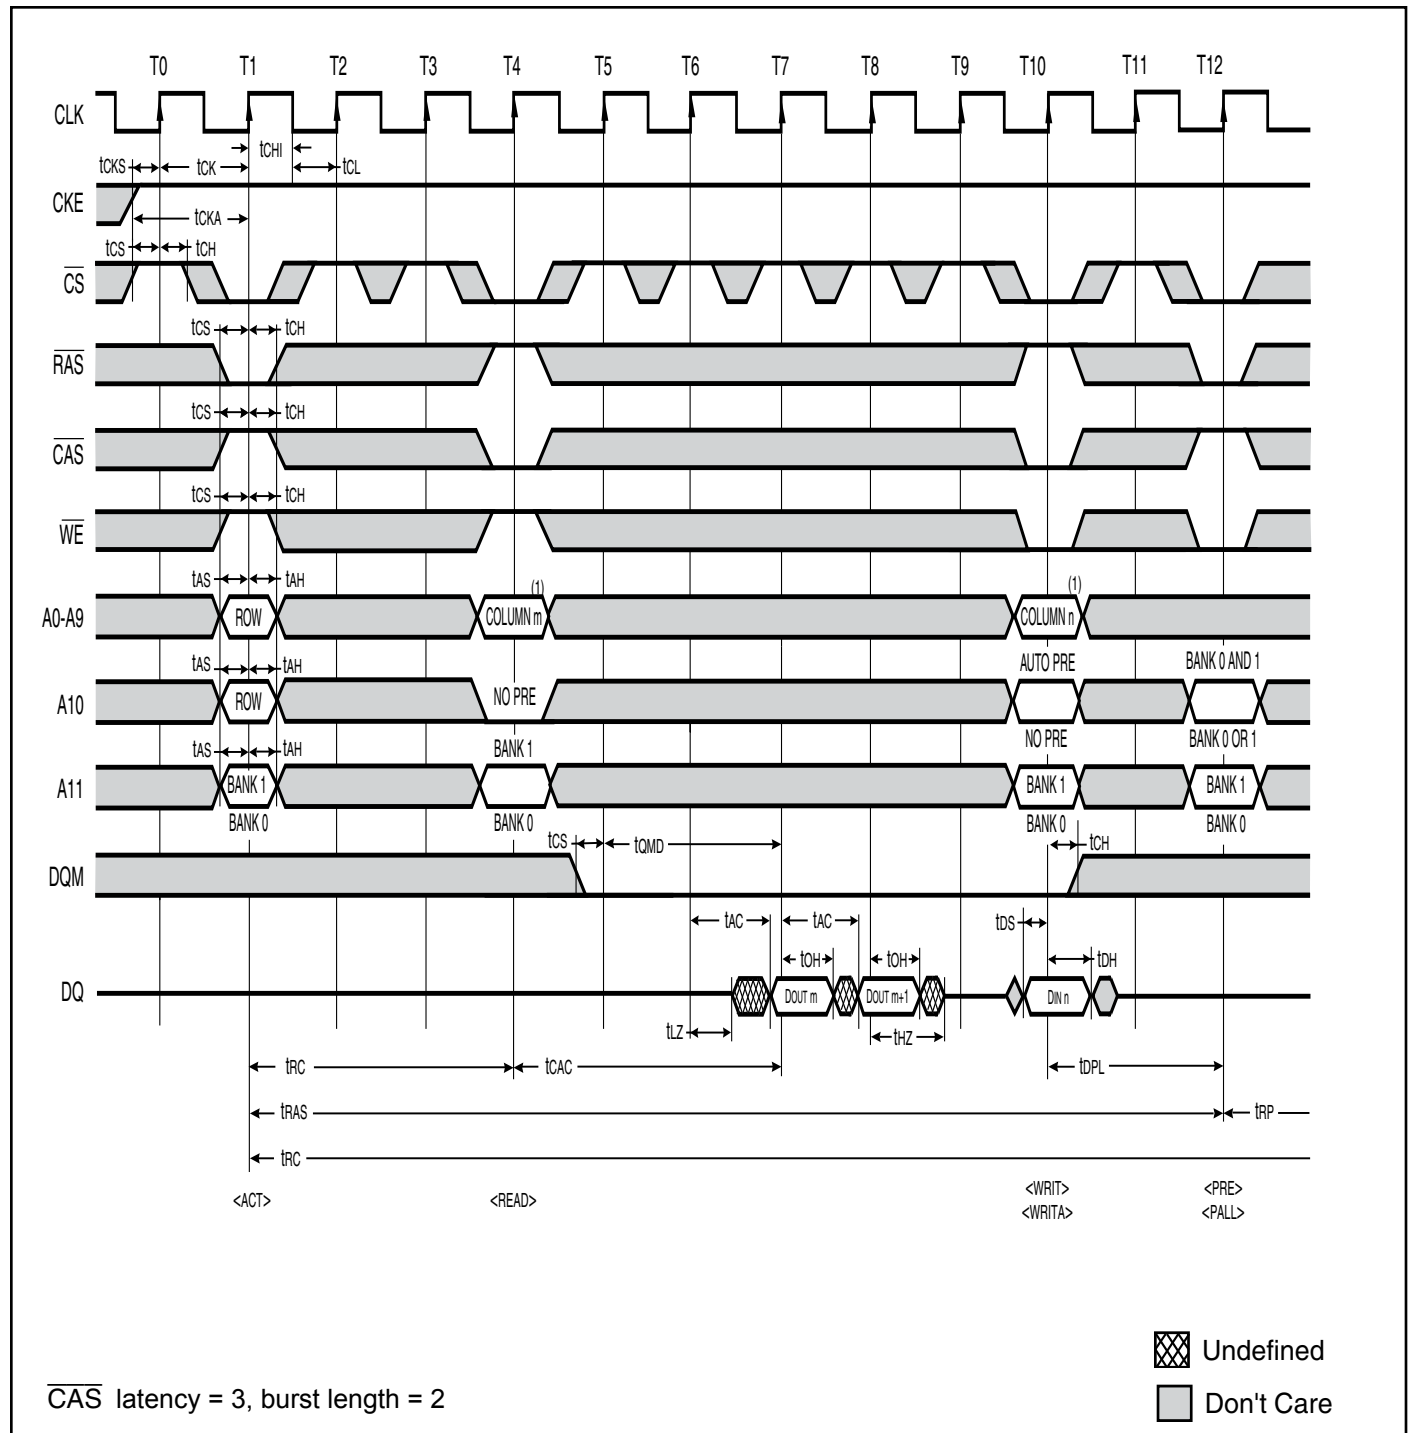 T0 T1 T2 T3 T4 T5 T6 T7 T8 T9 T10 T11 T12
CLK
tCHI
tCKS tCK tCL
CKE
tCKA
tCS tCH
CS
tCS tCH
RAS
tCS tCH
CAS
tCS tCH
WE
tAS tAH
(1) (1)
A0-A9 ROW COLUMN m COLUMN n
tAS tAH AUTO PRE BANK 0 AND 1
A10 ROW NO PRE
tAS tAH BANK 1 NO PRE BANK 0 OR 1
A11 BANK 1 BANK 1 BANK 1
BANK 0 BANK 0 BANK 0 BANK 0
tCS tQMD tCH
DQM
tAC tAC tDS
tOH tOH tDH
DQ DOUT m DOUT m+1 DIN n
tLZ tHZ
tRC tCAC tDPL
tRAS tRP
tRC
<ACT> <READ> <WRIT> <PRE>
<WRITA> <PALL>
Undefined
CAS latency = 3, burst length = 2
Don't Care